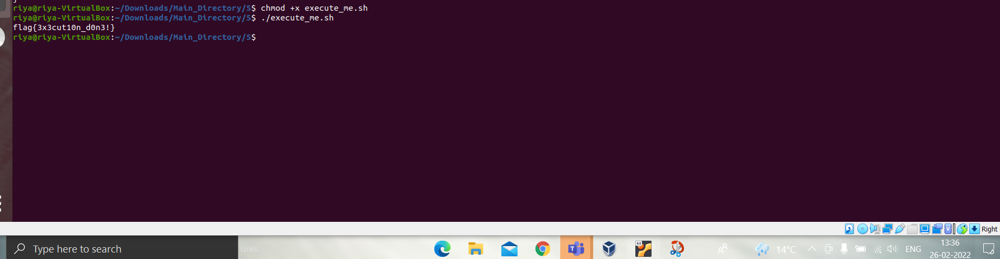 riya@riya-VirtualBox:~/Downloads/Main_Directory/5$ chmod +x execute_me.sh
riya@riya-VirtualBox:~/Downloads/Main_Directory/5$ ./execute_me.sh
flag{3x3cut10n_d0n3!}
riya@riya-VirtualBox:~/Downloads/Main_Directory/5$
Right
Type here to search
Links
T
64
14°C
ENG
13:36
26-02-2022